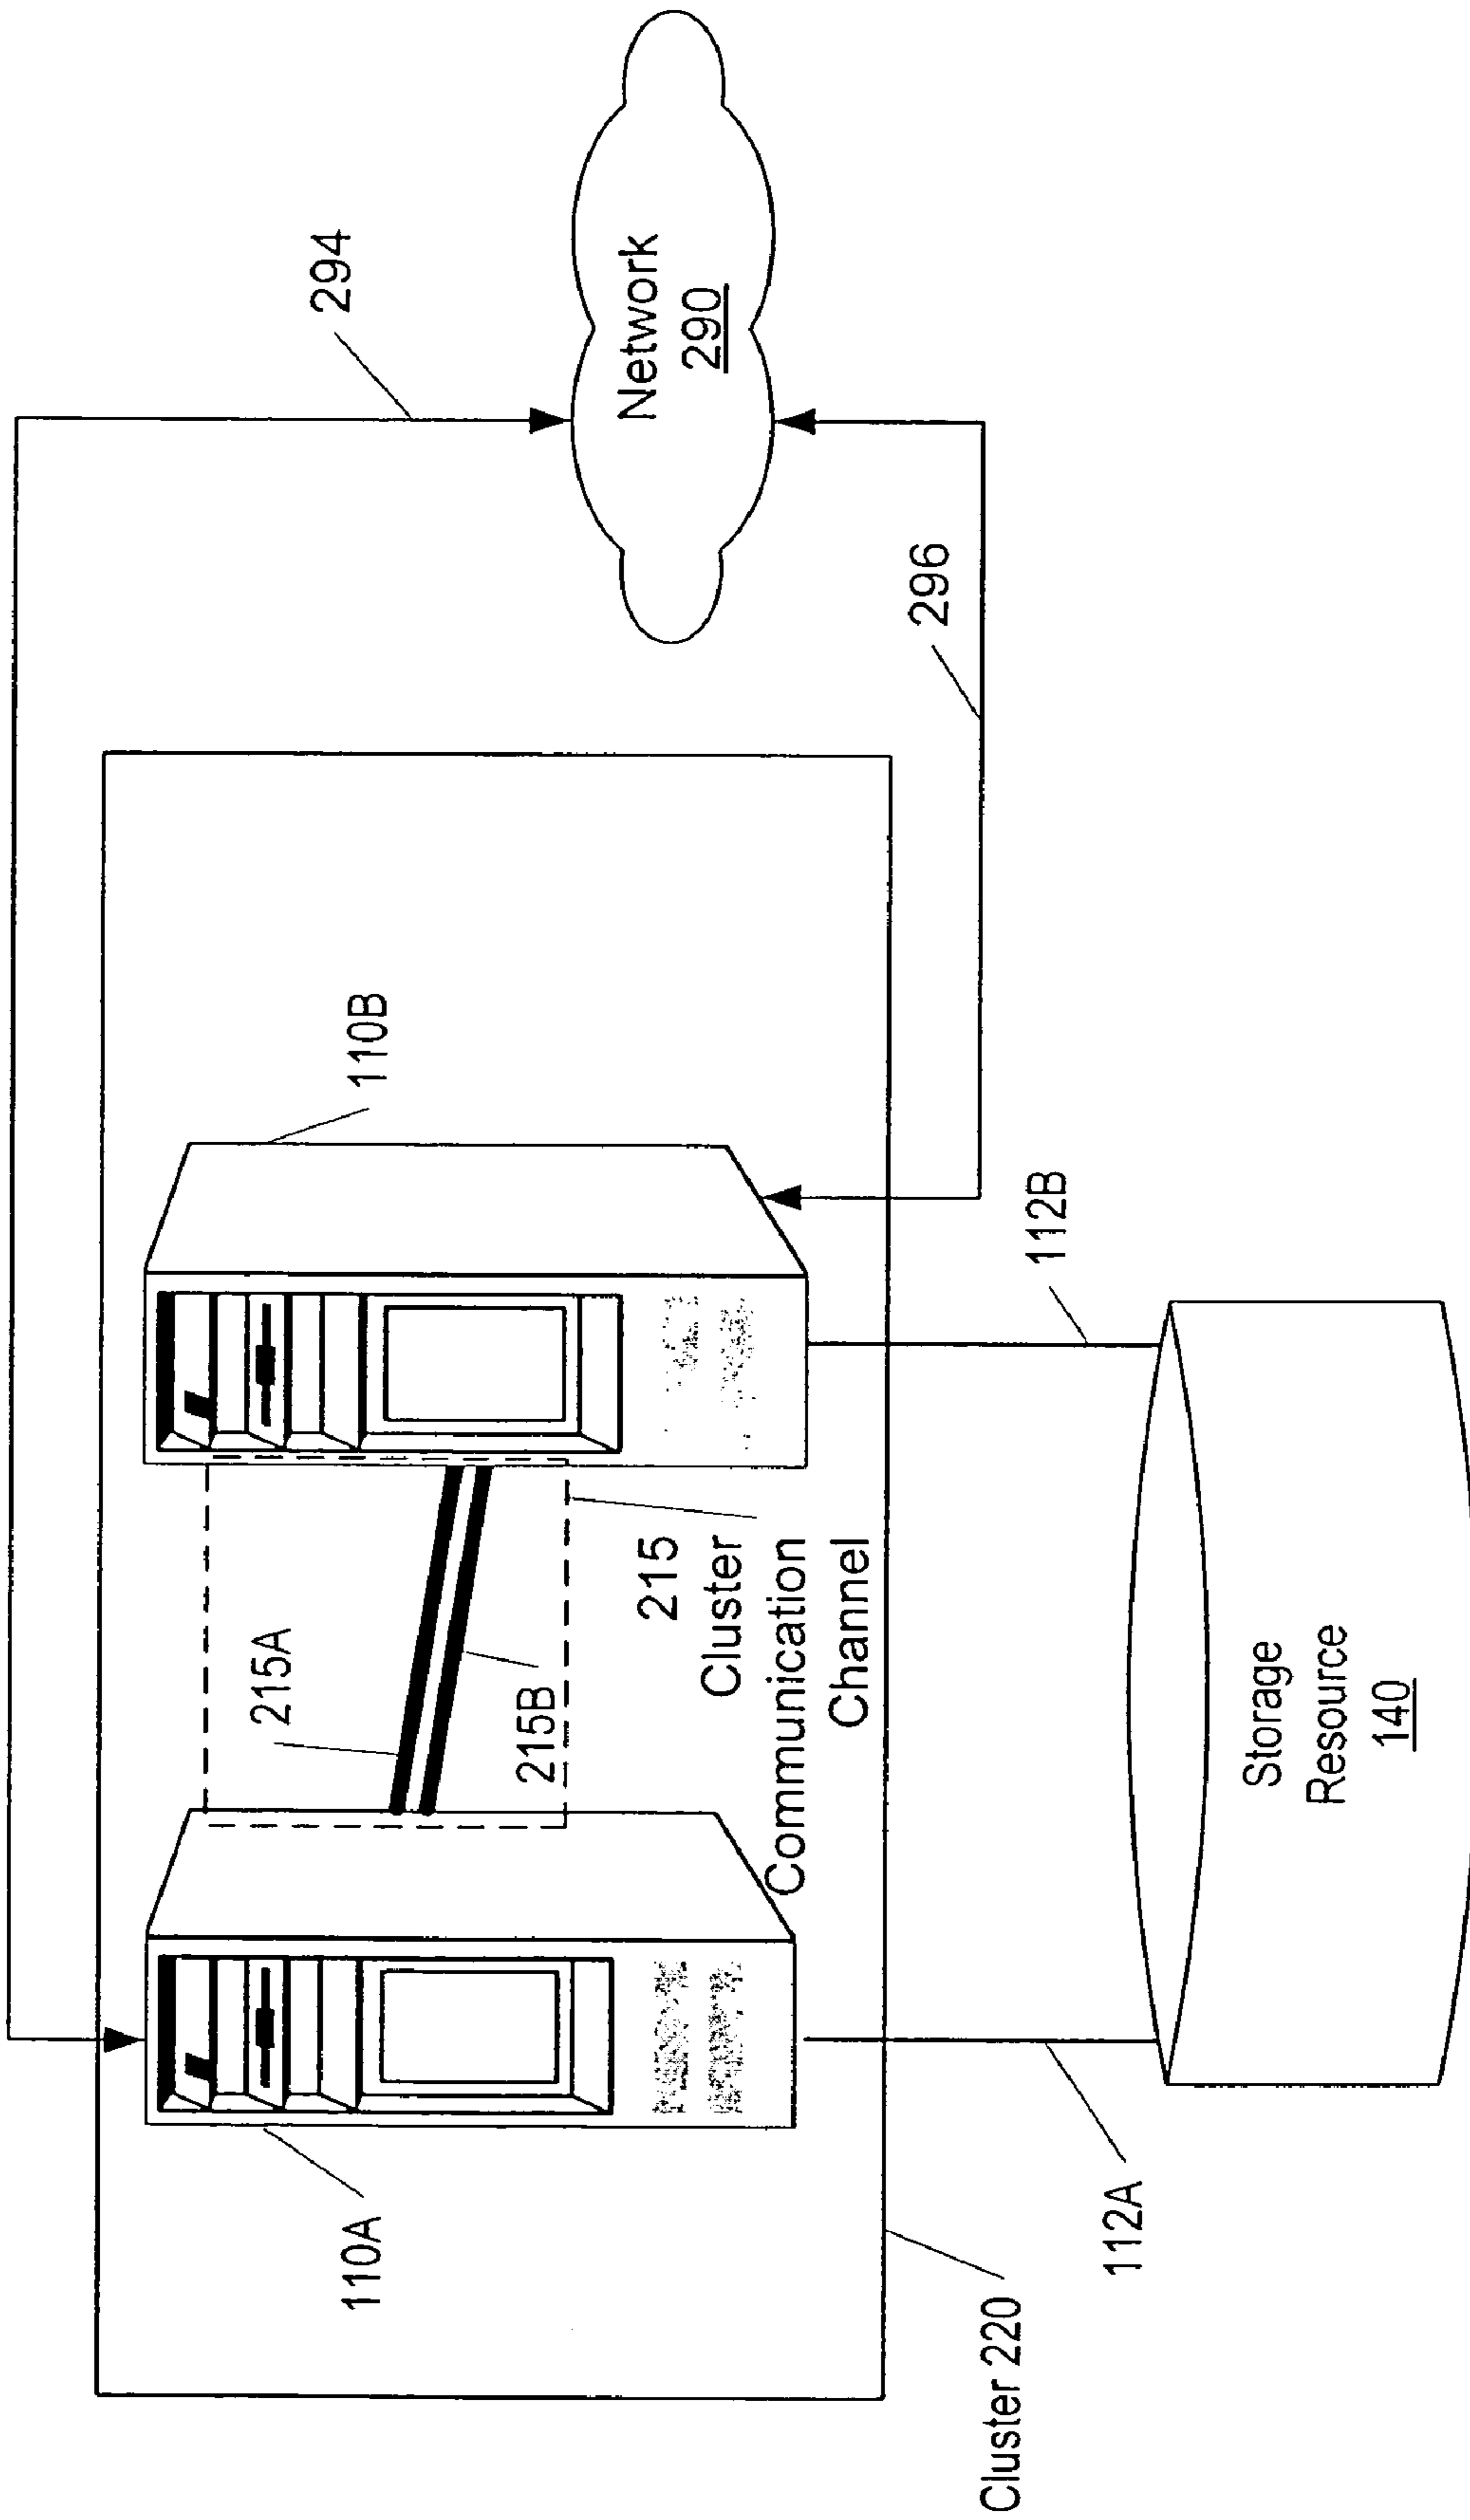 294
Network
290
296
110B
112B
215A
215B
215
Cluster
Communication
Channel
110A
Storage
Resource
140
112A
Cluster 220